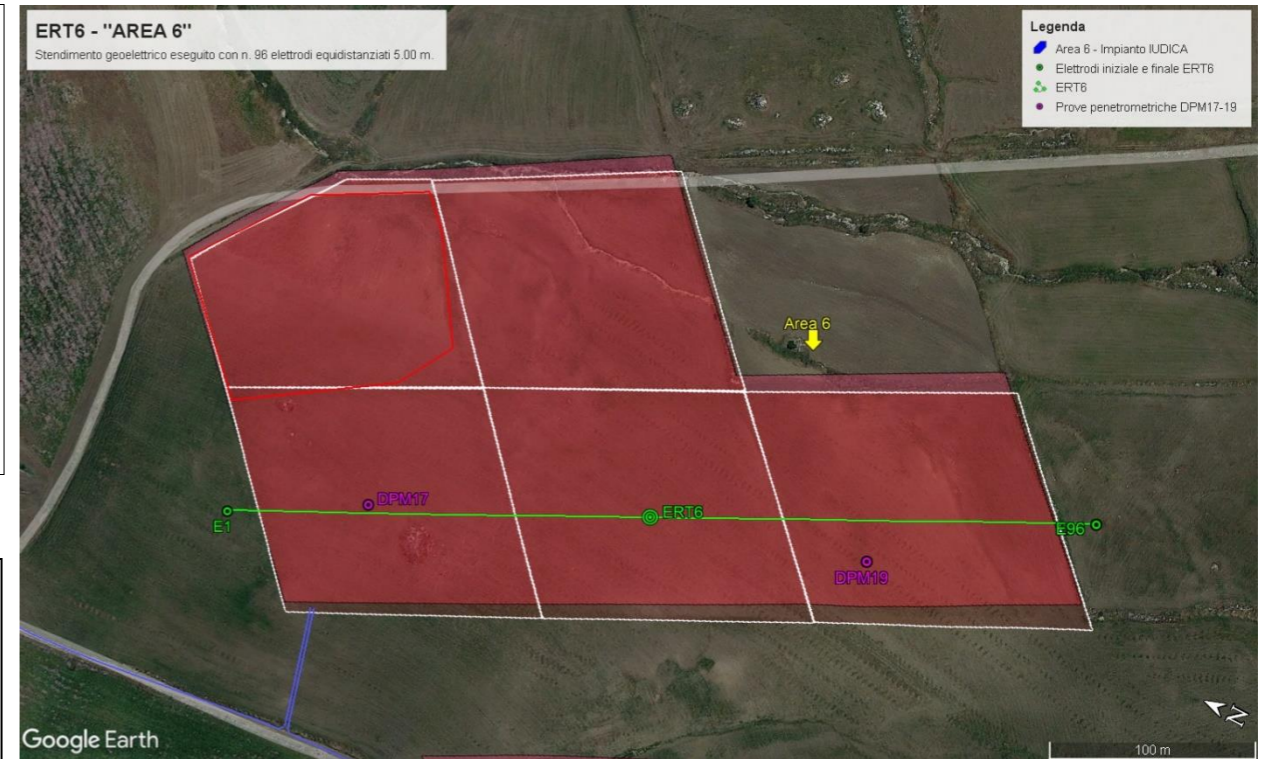 ERT6 - "AREA 6"
Stendimento geoelettrico eseguito con n. 96 elettrodi equidistanziati 5.00 m.
Legenda
Area 6 - Impianto IUDICA
Elettrodi iniziale e finale ERT6
ERT6
Prove penetrometriche DPM17-19
Area 6
DPM17
E1
ERT6
E96
DPM19
N
Google Earth
100 m